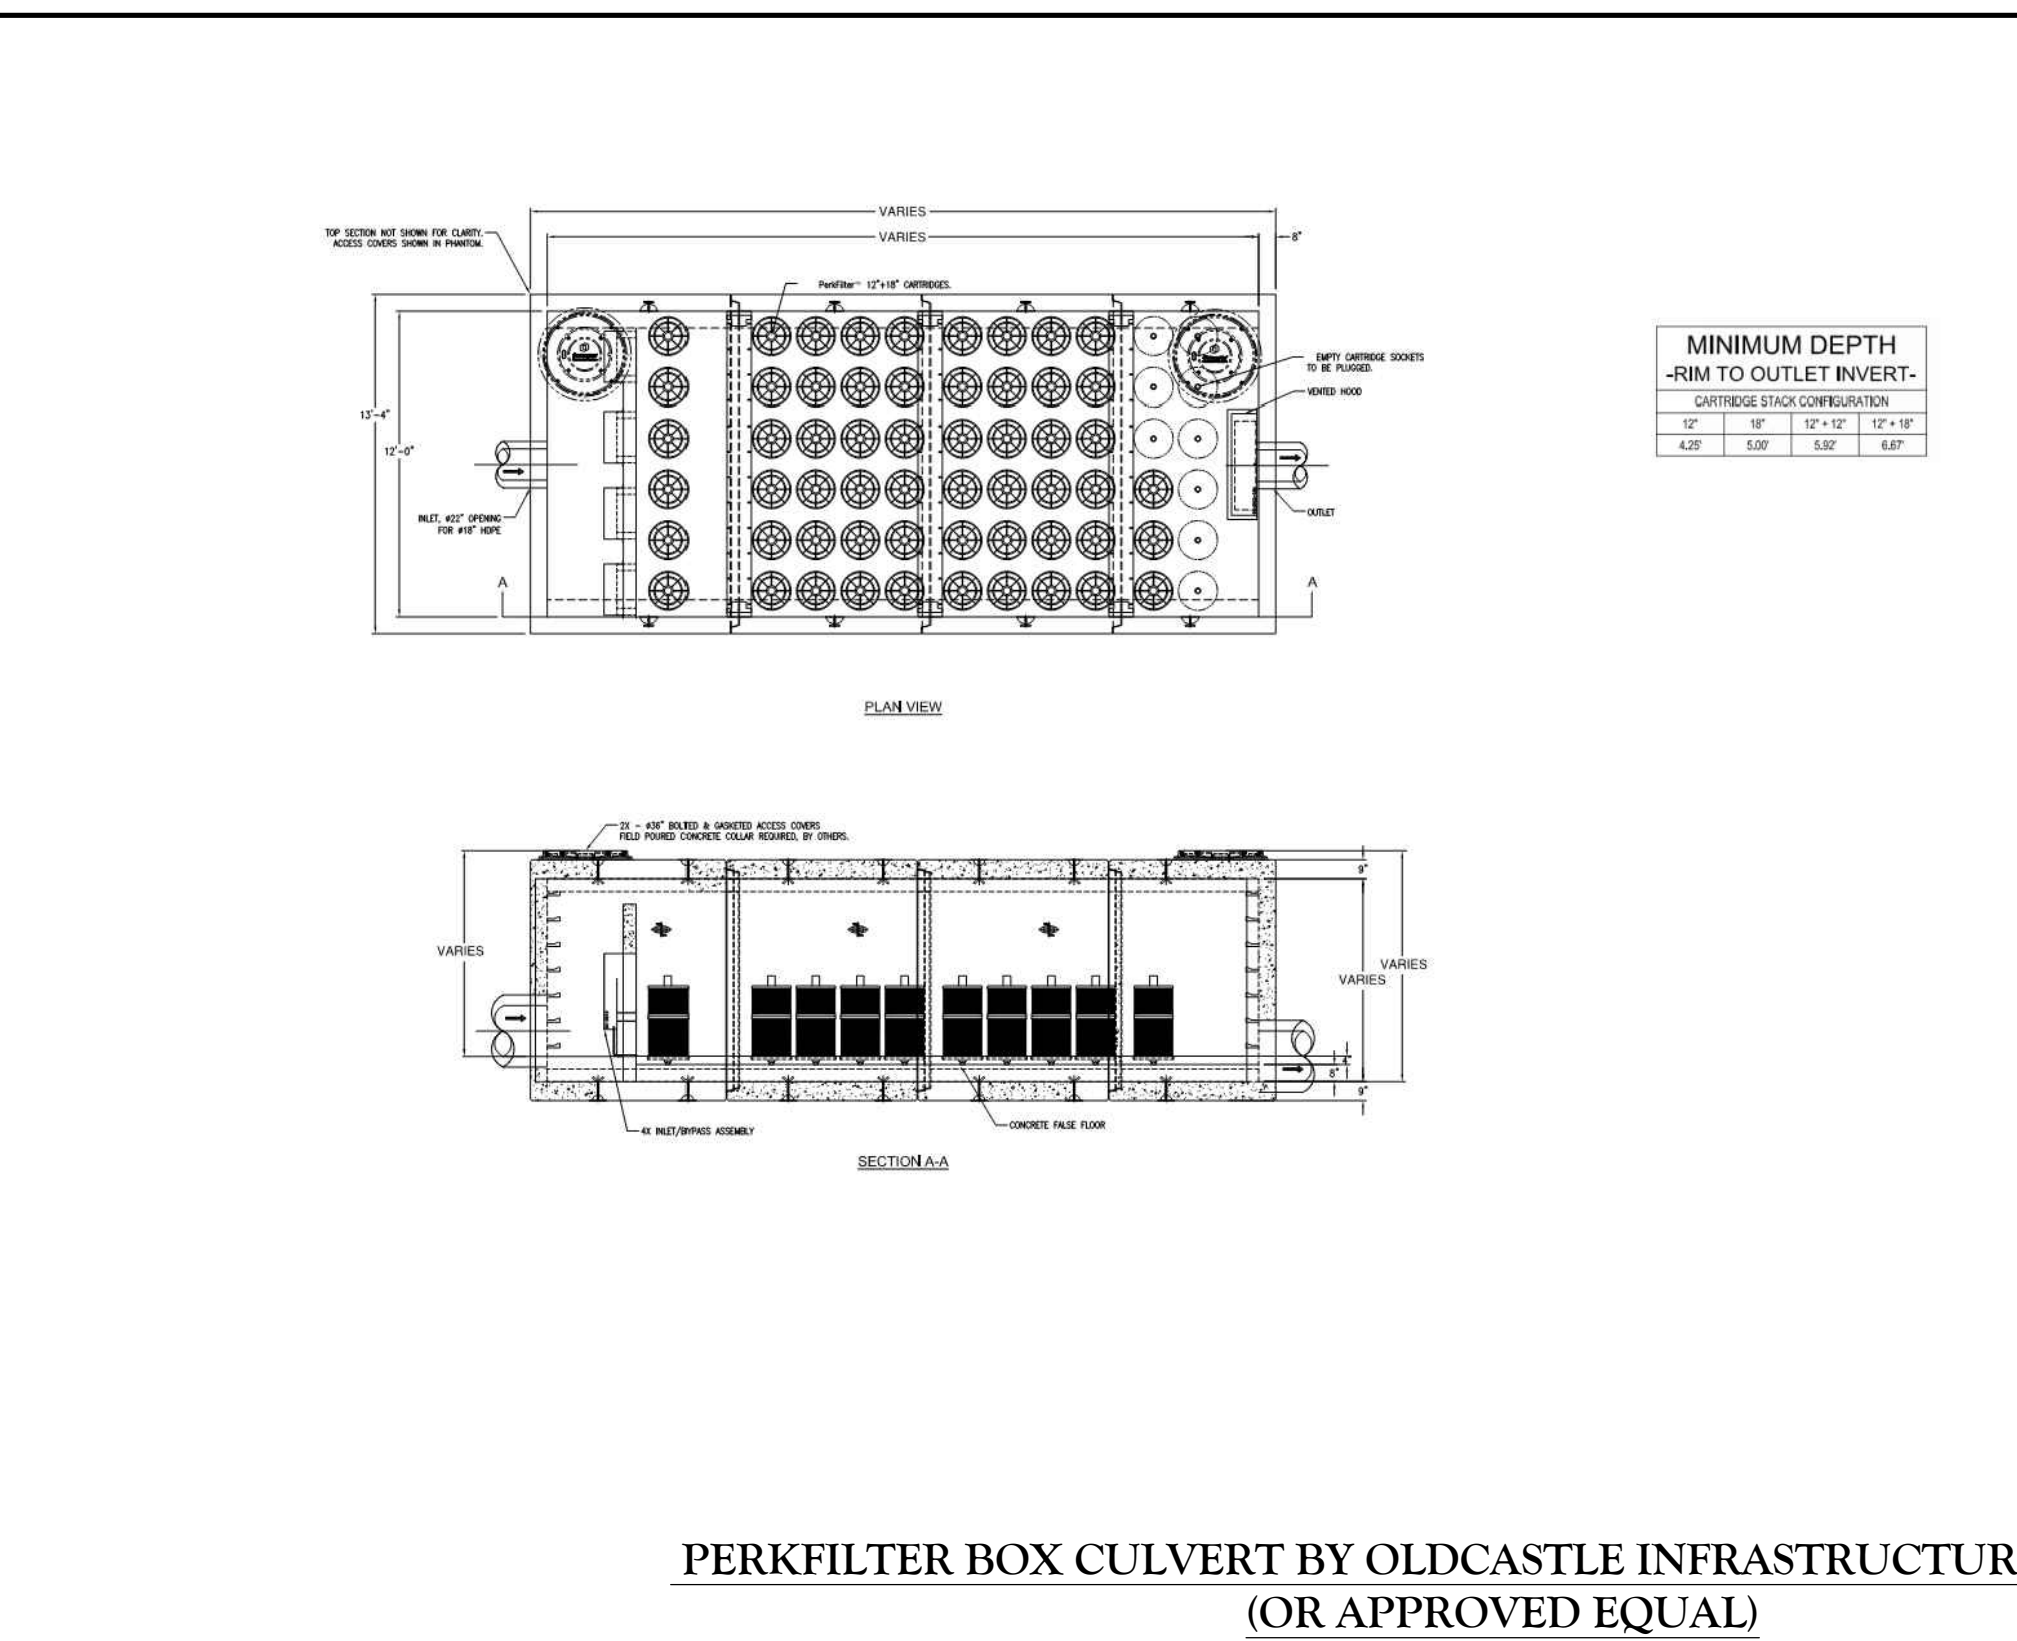 VARIES
VARIES
8"
TOP SECTION NOT SHOWN FOR CLARITY.
ACCESS COVERS SHOWN IN PHANTOM.
PerkFilter™ 12"+18" CARTRIDGES.
EMPTY CARTRIDGE SOCKETS
TO BE PLUGGED.
VENTED HOOD
13'-4"
12'-0"
INLET, ø22" OPENING
FOR ø18" HDPE
OUTLET
A
A
PLAN VIEW
MINIMUM DEPTH
-RIM TO OUTLET INVERT-
CARTRIDGE STACK CONFIGURATION
12" 18" 12" + 12" 12" + 18"
4.25' 5.00' 5.92' 6.67'
2X - ø36" BOLTED & GASKETED ACCESS COVERS
FIELD POURED CONCRETE COLLAR REQUIRED, BY OTHERS.
9"
VARIES
VARIES
VARIES
4"
8"
9"
4X INLET/BYPASS ASSEMBLY
CONCRETE FALSE FLOOR
SECTION A-A
PERKFILTER BOX CULVERT BY OLDCASTLE INFRASTRUCTUR
(OR APPROVED EQUAL)